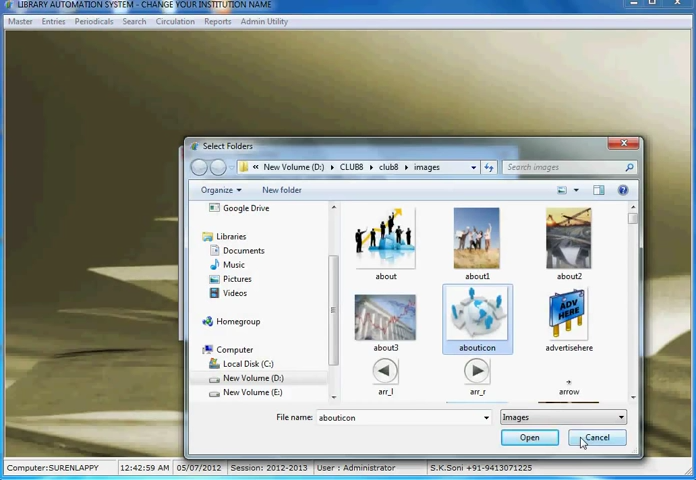 LIBRARY AUTOMATION SYSTEM - CHANGE YOUR INSTITUTION NAME
Master Entries Periodicals Search Circulation Reports Admin Utility
Select Folders
« New Volume (D:) CLUB8 club8 images Search images
Organize New folder
Google Drive
Libraries
Documents
Music
Pictures
Videos
Homegroup
Computer
Local Disk (C:)
New Volume (D:)
New Volume (E:)
about about1 about2
ADV HERE
about3 abouticon advertisehere
arr_l arr_r arrow
File name: abouticon Images
Open Cancel
Computer:SURENLAPPY 12:42:59 AM 05/07/2012 Session: 2012-2013 User : Administrator S.K.Soni +91-9413071225